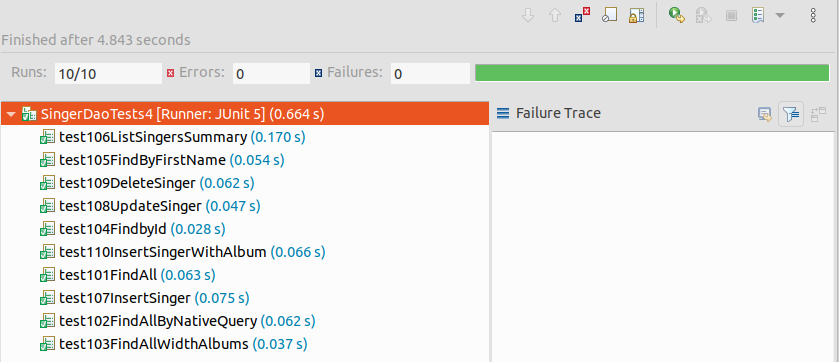 Finished after 4.843 seconds
Runs: 10/10 Errors: 0 Failures: 0
SingerDaoTests4 [Runner: JUnit 5] (0.664 s)
Failure Trace
test106ListSingersSummary (0.170 s)
test105FindByFirstName (0.054 s)
test109DeleteSinger (0.062 s)
test108UpdateSinger (0.047 s)
test104FindbyId (0.028 s)
test110InsertSingerWithAlbum (0.066 s)
test101FindAll (0.063 s)
test107InsertSinger (0.075 s)
test102FindAllByNativeQuery (0.062 s)
test103FindAllWidthAlbums (0.037 s)